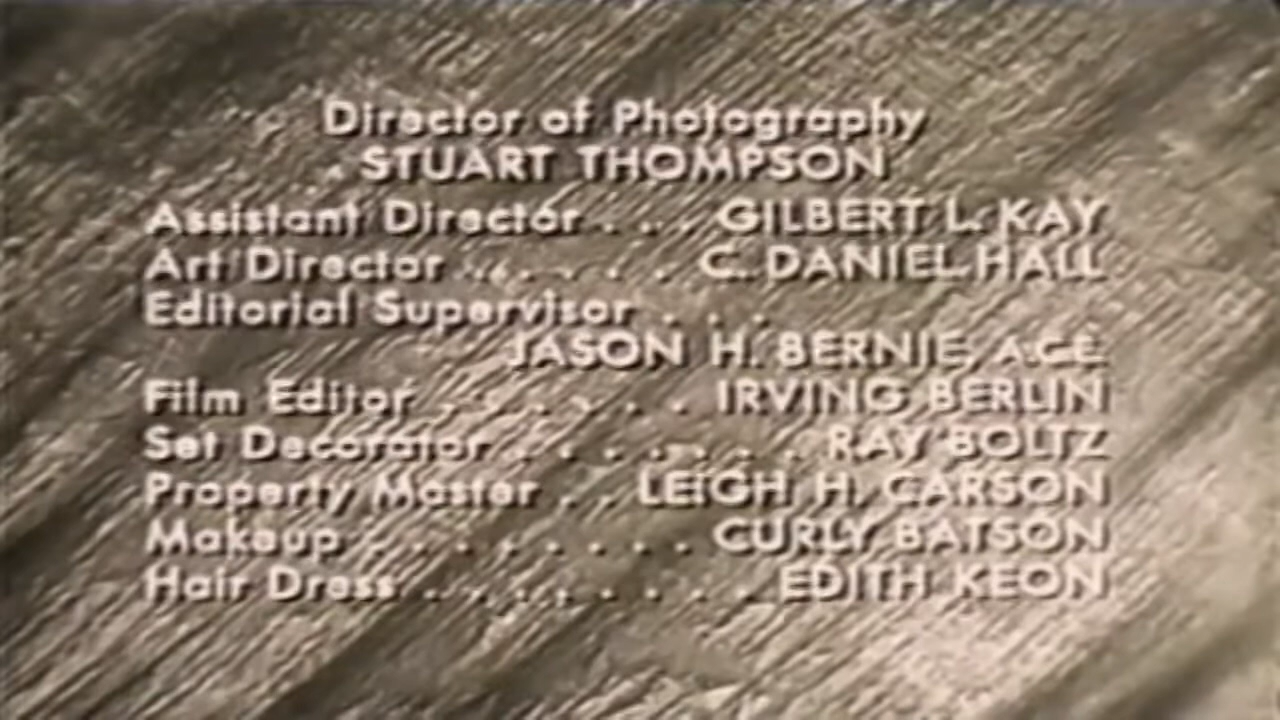 Director of Photography
STUART THOMPSON
Assistant Director . . . GILBERT L. KAY
Art Director . . . . . . C. DANIEL HALL
Editorial Supervisor . . .
JASON H. BERNIE, A.C.E.
Film Editor . . . . . . IRVING BERLIN
Set Decorator . . . . . . . RAY BOLTZ
Property Master . . LEIGH H. CARSON
Makeup . . . . . . . . CURLY BATSON
Hair Dress . . . . . . . . EDITH KEON